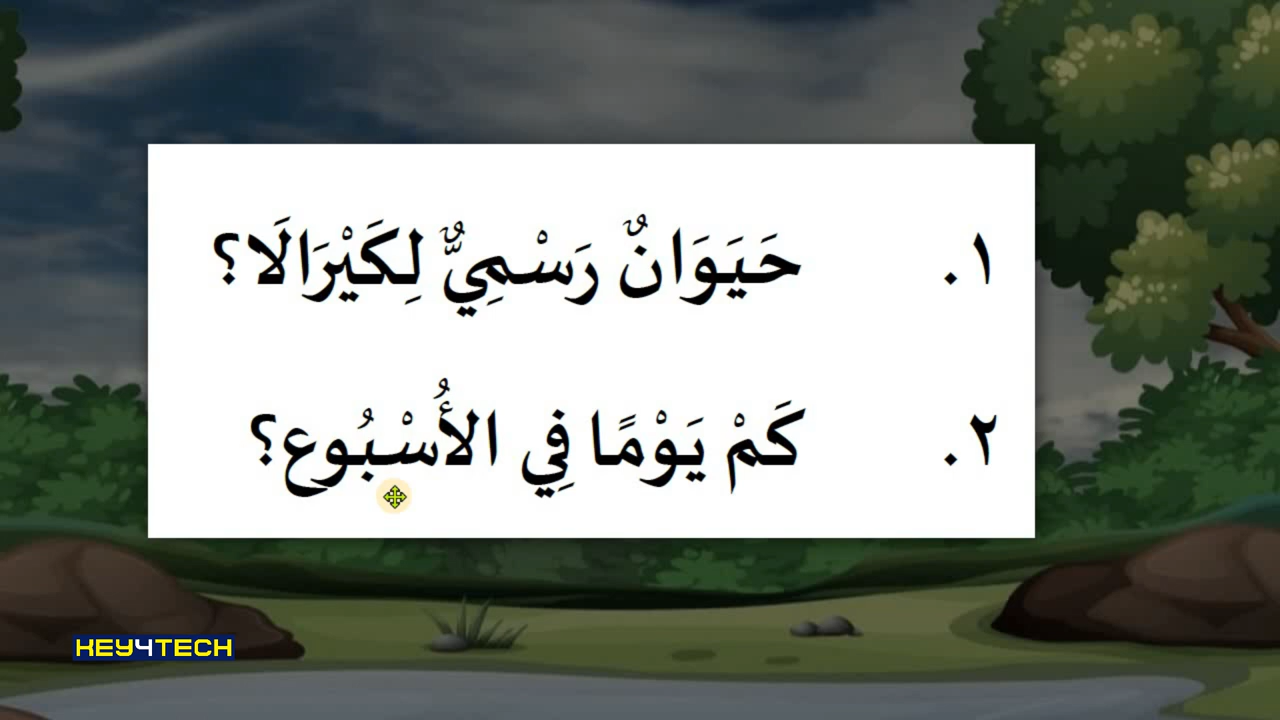 ١. حَيَوَانٌ رَسْمِيٌّ لِكَيْرَالَا؟
٢. كَمْ يَوْمًا فِي الأُسْبُوع؟
KEY4TECH